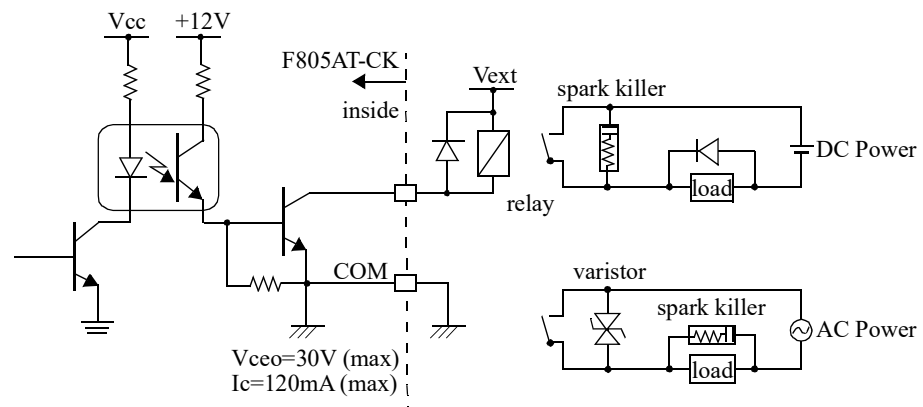 Vcc
+12V
F805AT-CK
inside
Vext
relay
COM
Vceo=30V (max)
Ic=120mA (max)
spark killer
load
DC Power
varistor
spark killer
load
AC Power